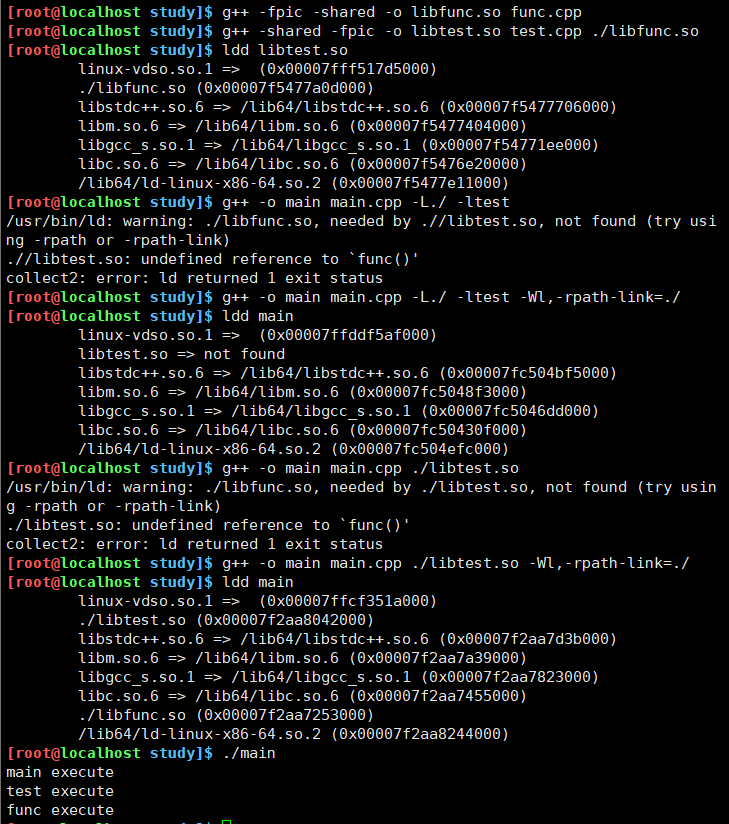 [root@localhost study]$ g++ -fpic -shared -o libfunc.so func.cpp
[root@localhost study]$ g++ -shared -fpic -o libtest.so test.cpp ./libfunc.so
[root@localhost study]$ ldd libtest.so
linux-vdso.so.1 =>  (0x00007fff517d5000)
./libfunc.so (0x00007f5477a0d000)
libstdc++.so.6 => /lib64/libstdc++.so.6 (0x00007f5477706000)
libm.so.6 => /lib64/libm.so.6 (0x00007f5477404000)
libgcc_s.so.1 => /lib64/libgcc_s.so.1 (0x00007f54771ee000)
libc.so.6 => /lib64/libc.so.6 (0x00007f5476e20000)
/lib64/ld-linux-x86-64.so.2 (0x00007f5477e11000)
[root@localhost study]$ g++ -o main main.cpp -L./ -ltest
/usr/bin/ld: warning: ./libfunc.so, needed by .//libtest.so, not found (try usi
ng -rpath or -rpath-link)
.//libtest.so: undefined reference to `func()'
collect2: error: ld returned 1 exit status
[root@localhost study]$ g++ -o main main.cpp -L./ -ltest -Wl,-rpath-link=./
[root@localhost study]$ ldd main
linux-vdso.so.1 =>  (0x00007ffddf5af000)
libtest.so => not found
libstdc++.so.6 => /lib64/libstdc++.so.6 (0x00007fc504bf5000)
libm.so.6 => /lib64/libm.so.6 (0x00007fc5048f3000)
libgcc_s.so.1 => /lib64/libgcc_s.so.1 (0x00007fc5046dd000)
libc.so.6 => /lib64/libc.so.6 (0x00007fc50430f000)
/lib64/ld-linux-x86-64.so.2 (0x00007fc504efc000)
[root@localhost study]$ g++ -o main main.cpp ./libtest.so
/usr/bin/ld: warning: ./libfunc.so, needed by ./libtest.so, not found (try usin
g -rpath or -rpath-link)
./libtest.so: undefined reference to `func()'
collect2: error: ld returned 1 exit status
[root@localhost study]$ g++ -o main main.cpp ./libtest.so -Wl,-rpath-link=./
[root@localhost study]$ ldd main
linux-vdso.so.1 =>  (0x00007ffcf351a000)
./libtest.so (0x00007f2aa8042000)
libstdc++.so.6 => /lib64/libstdc++.so.6 (0x00007f2aa7d3b000)
libm.so.6 => /lib64/libm.so.6 (0x00007f2aa7a39000)
libgcc_s.so.1 => /lib64/libgcc_s.so.1 (0x00007f2aa7823000)
libc.so.6 => /lib64/libc.so.6 (0x00007f2aa7455000)
./libfunc.so (0x00007f2aa7253000)
/lib64/ld-linux-x86-64.so.2 (0x00007f2aa8244000)
[root@localhost study]$ ./main
main execute
test execute
func execute